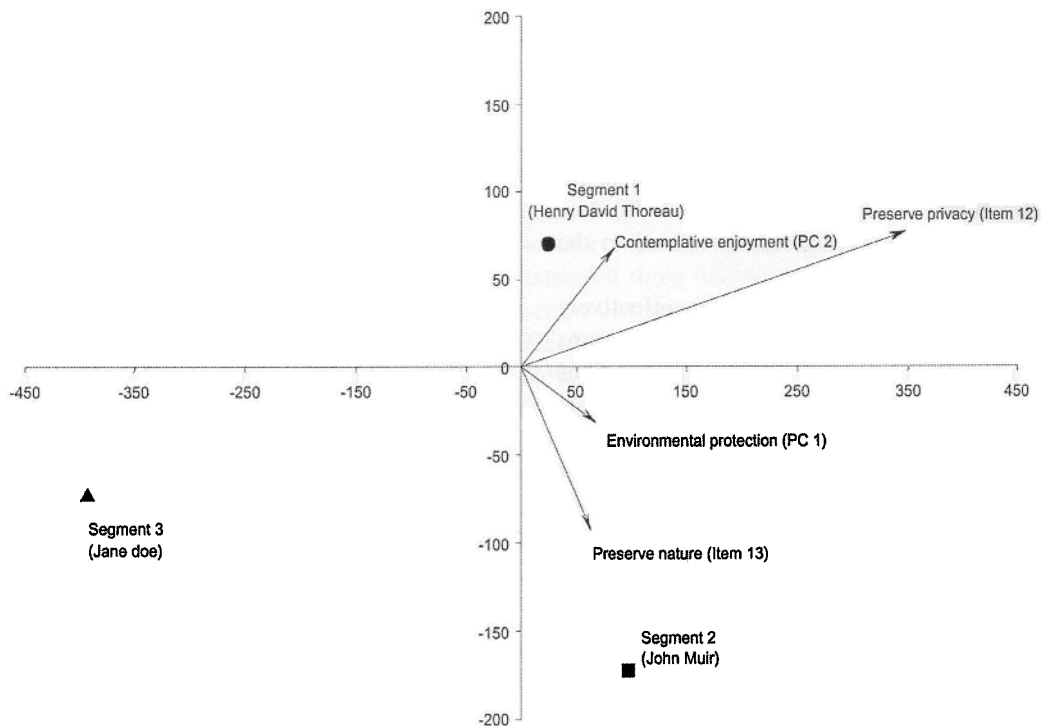 200
150
100
Segment 1
(Henry David Thoreau)
Preserve privacy (Item 12)
Contemplative enjoyment (PC 2)
50
0
-450
-350
-250
-150
-50
50
150
250
350
450
Environmental protection (PC 1)
-50
Segment 3
(Jane doe)
-100
Preserve nature (Item 13)
-150
Segment 2
(John Muir)
-200